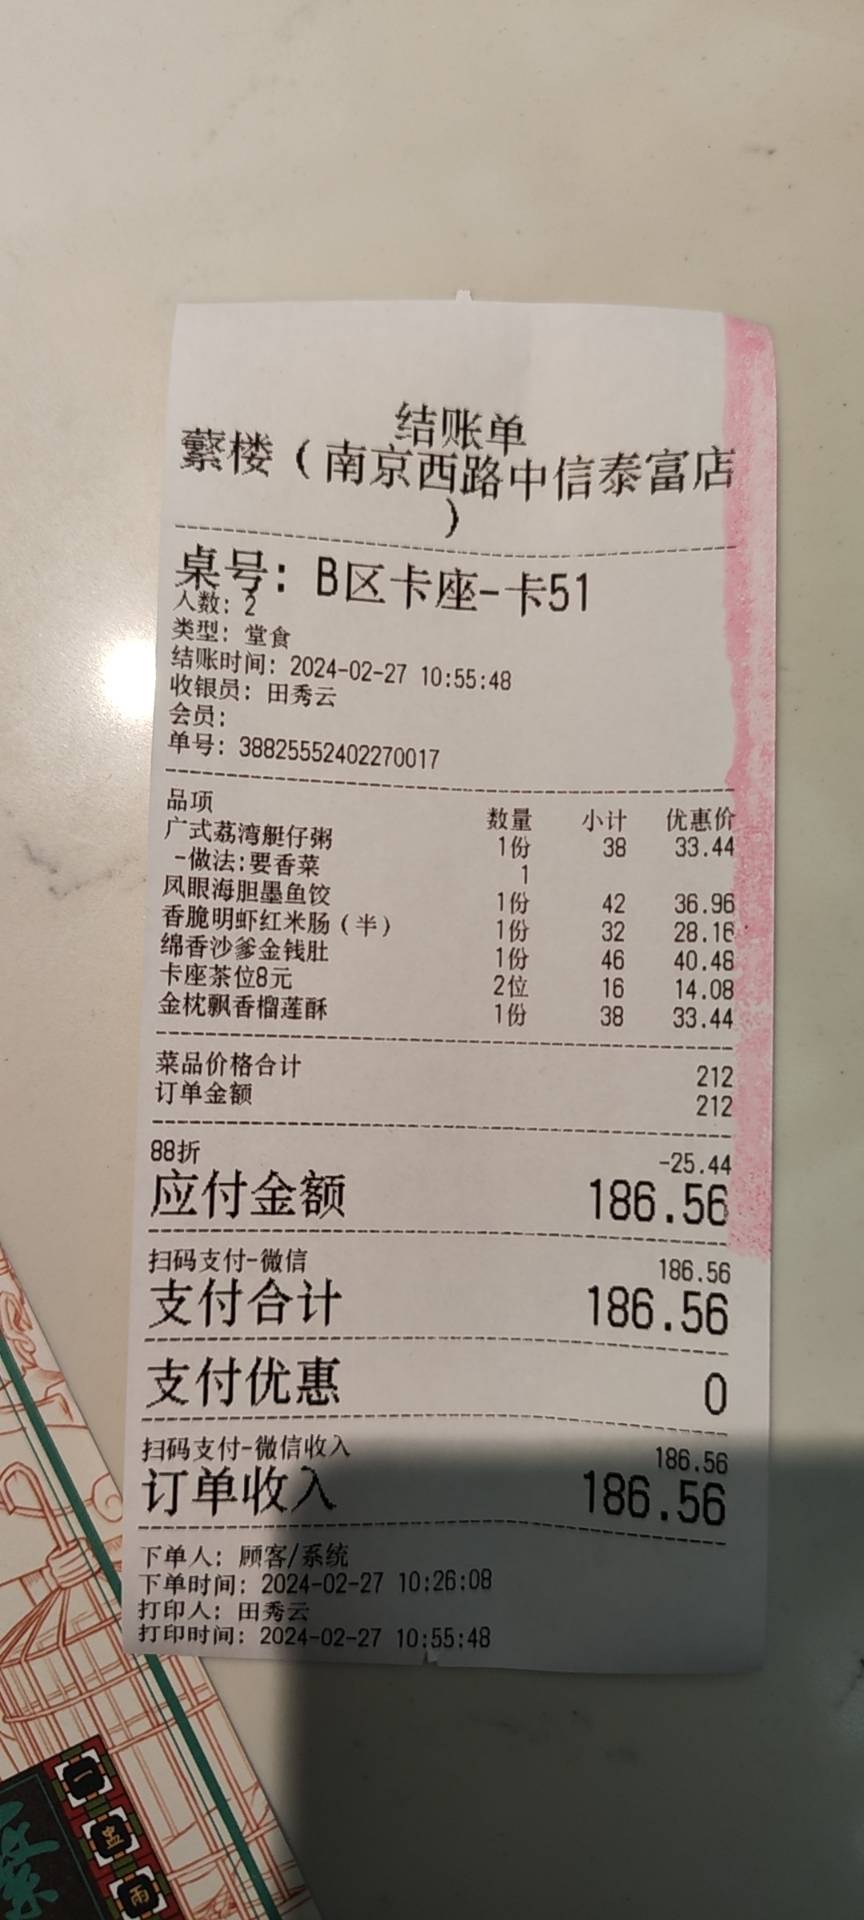 结账单
蘩楼（南京西路中信泰富店
）
桌号：B区卡座-卡51
人数：2
类型：堂食
结账时间：2024-02-27 10:55:48
收银员：田秀云
会员：
单号：38825552402270017
品项 数量 小计 优惠价
广式荔湾艇仔粥 1份 38 33.44
-做法:要香菜 1
凤眼海胆墨鱼饺 1份 42 36.96
香脆明虾红米肠（半） 1份 32 28.16
绵香沙爹金钱肚 1份 46 40.48
卡座茶位8元 2位 16 14.08
金枕飘香榴莲酥 1份 38 33.44
菜品价格合计 212
订单金额 212
88折 -25.44
应付金额 186.56
扫码支付-微信 186.56
支付合计 186.56
支付优惠 0
扫码支付-微信收入 186.56
订单收入 186.56
下单人：顾客/系统
下单时间：2024-02-27 10:26:08
打印人：田秀云
打印时间：2024-02-27 10:55:48
一
盅
兩